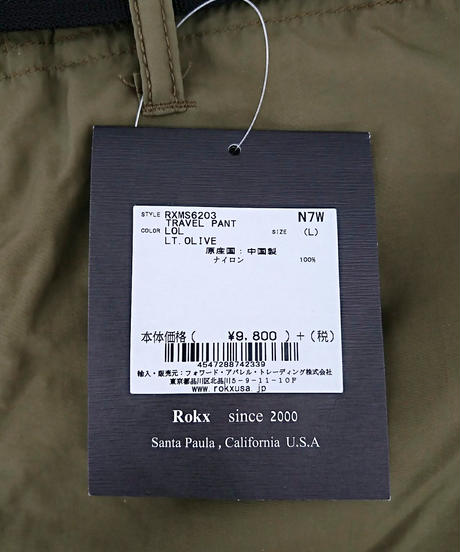 STYLE RXMS6203 N7W
TRAVEL PANT
COLOR LOL SIZE (L)
LT.OLIVE
原産国:中国製
ナイロン 100%
本体価格( ¥9,800 )+(税)
4547288742339
輸入・販売元:フォワード・アパレル・トレーディング株式会社
東京都品川区北品川5-9-11-10F
www.rokxusa.jp
Rokx since 2000
Santa Paula , California U.S.A